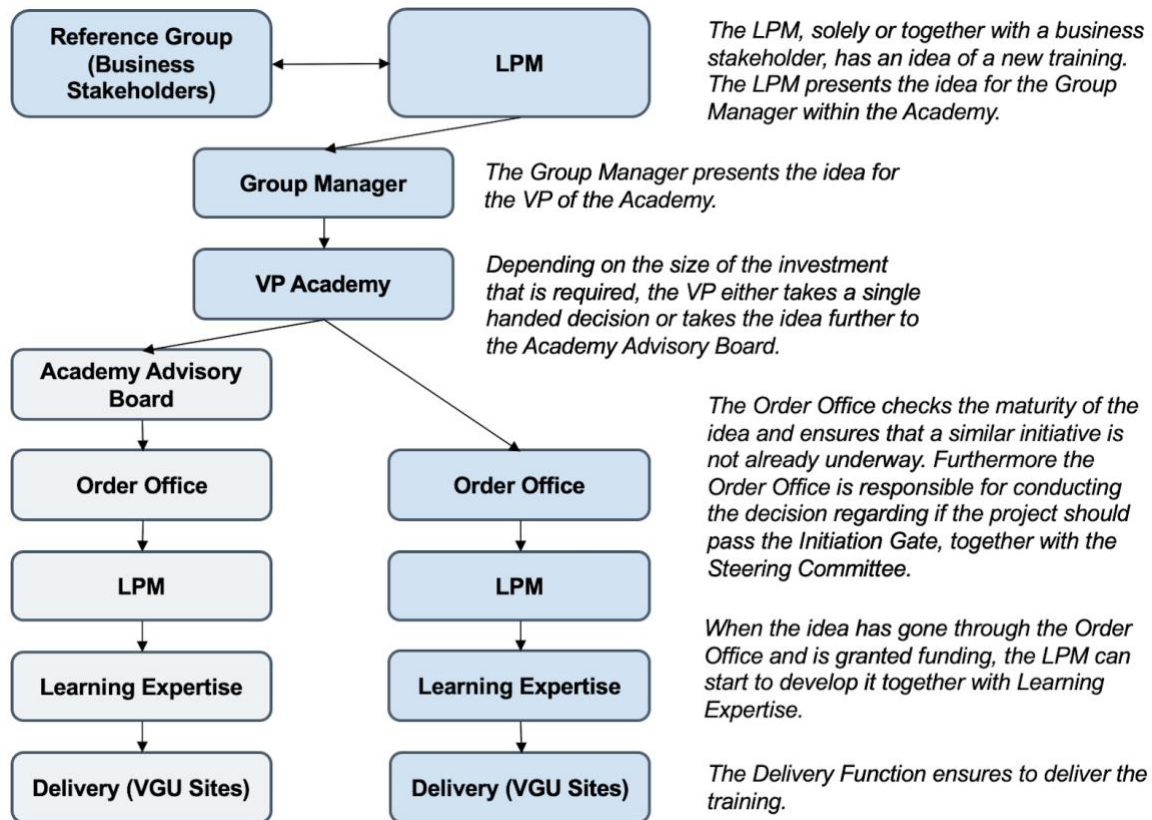 Reference Group
(Business
Stakeholders)
LPM
The LPM, solely or together with a business
stakeholder, has an idea of a new training.
The LPM presents the idea for the Group
Manager within the Academy.
Group Manager
The Group Manager presents the idea for
the VP of the Academy.
VP Academy
Depending on the size of the investment
that is required, the VP either takes a single
handed decision or takes the idea further to
the Academy Advisory Board.
Academy Advisory
Board
Order Office
Order Office
The Order Office checks the maturity of the
idea and ensures that a similar initiative is
not already underway. Furthermore the
Order Office is responsible for conducting
the decision regarding if the project should
pass the Initiation Gate, together with the
Steering Committee.
LPM
LPM
When the idea has gone through the Order
Office and is granted funding, the LPM can
start to develop it together with Learning
Expertise.
Learning Expertise
Learning Expertise
Delivery (VGU Sites)
Delivery (VGU Sites)
The Delivery Function ensures to deliver the
training.